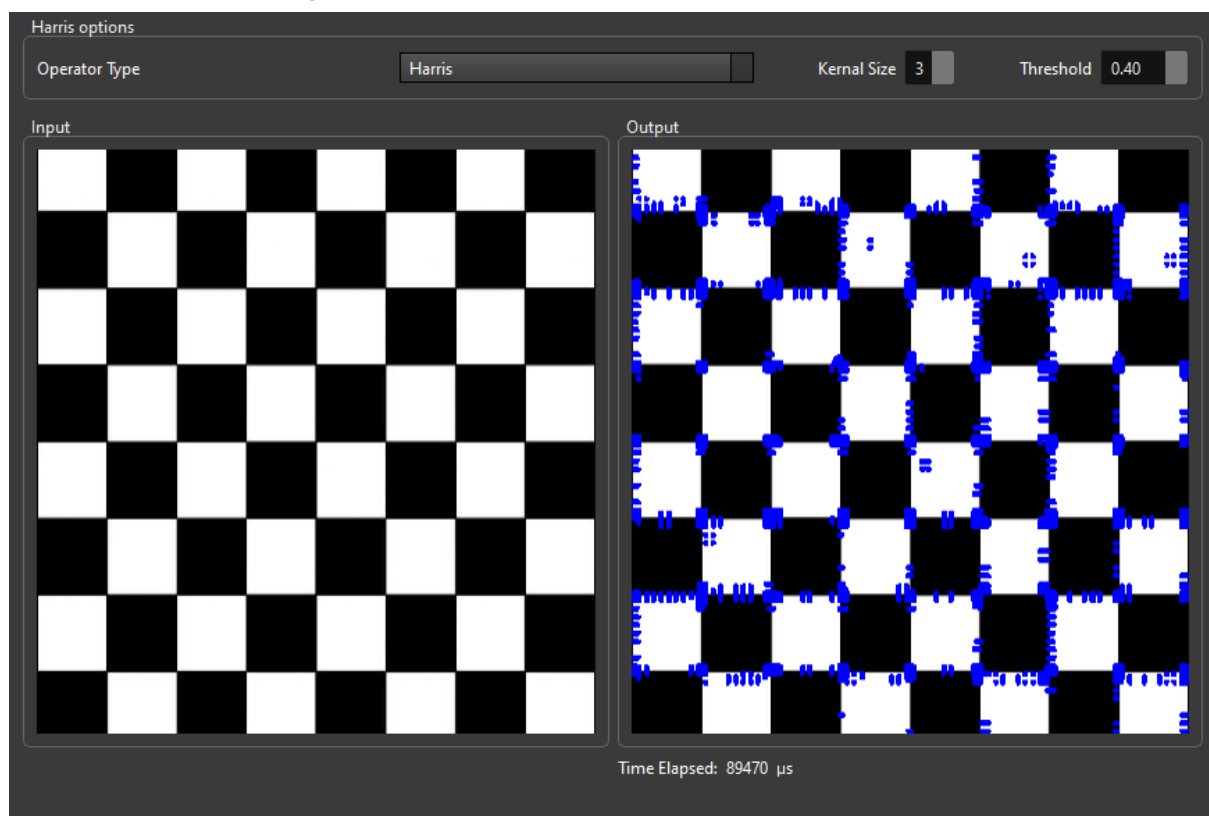 Harris options
Operator Type Harris Kernal Size 3 Threshold 0.40
Input Output
Time Elapsed: 89470 µs